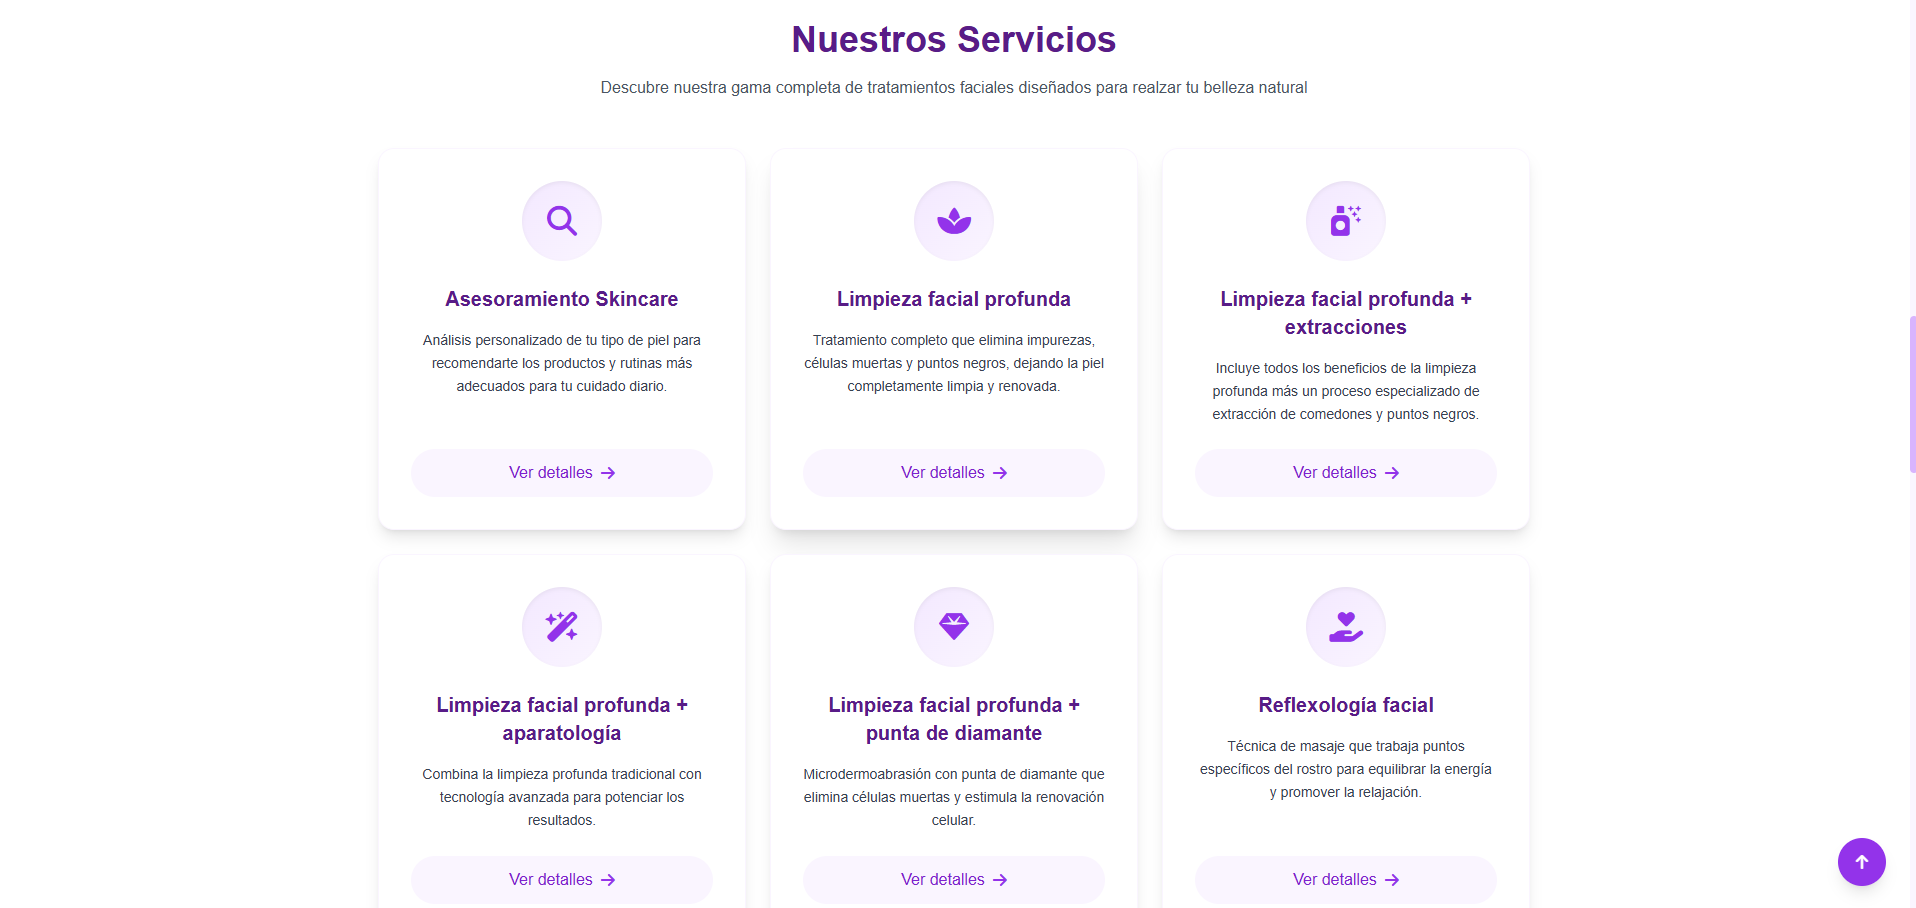 Nuestros Servicios
Descubre nuestra gama completa de tratamientos faciales diseñados para realzar tu belleza natural
Asesoramiento Skincare
Análisis personalizado de tu tipo de piel para
recomendarte los productos y rutinas más
adecuados para tu cuidado diario.
Ver detalles
Limpieza facial profunda
Tratamiento completo que elimina impurezas,
células muertas y puntos negros, dejando la piel
completamente limpia y renovada.
Ver detalles
Limpieza facial profunda +
extracciones
Incluye todos los beneficios de la limpieza
profunda más un proceso especializado de
extracción de comedones y puntos negros.
Ver detalles
Limpieza facial profunda +
aparatología
Combina la limpieza profunda tradicional con
tecnología avanzada para potenciar los
resultados.
Ver detalles
Limpieza facial profunda +
punta de diamante
Microdermoabrasión con punta de diamante que
elimina células muertas y estimula la renovación
celular.
Ver detalles
Reflexología facial
Técnica de masaje que trabaja puntos
específicos del rostro para equilibrar la energía
y promover la relajación.
Ver detalles